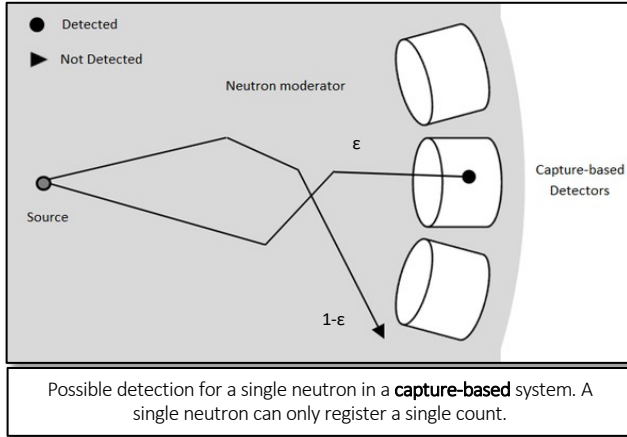 Detected
Not Detected
Neutron moderator
ε
Capture-based
Detectors
Source
1-ε
Possible detection for a single neutron in a capture-based system. A
single neutron can only register a single count.